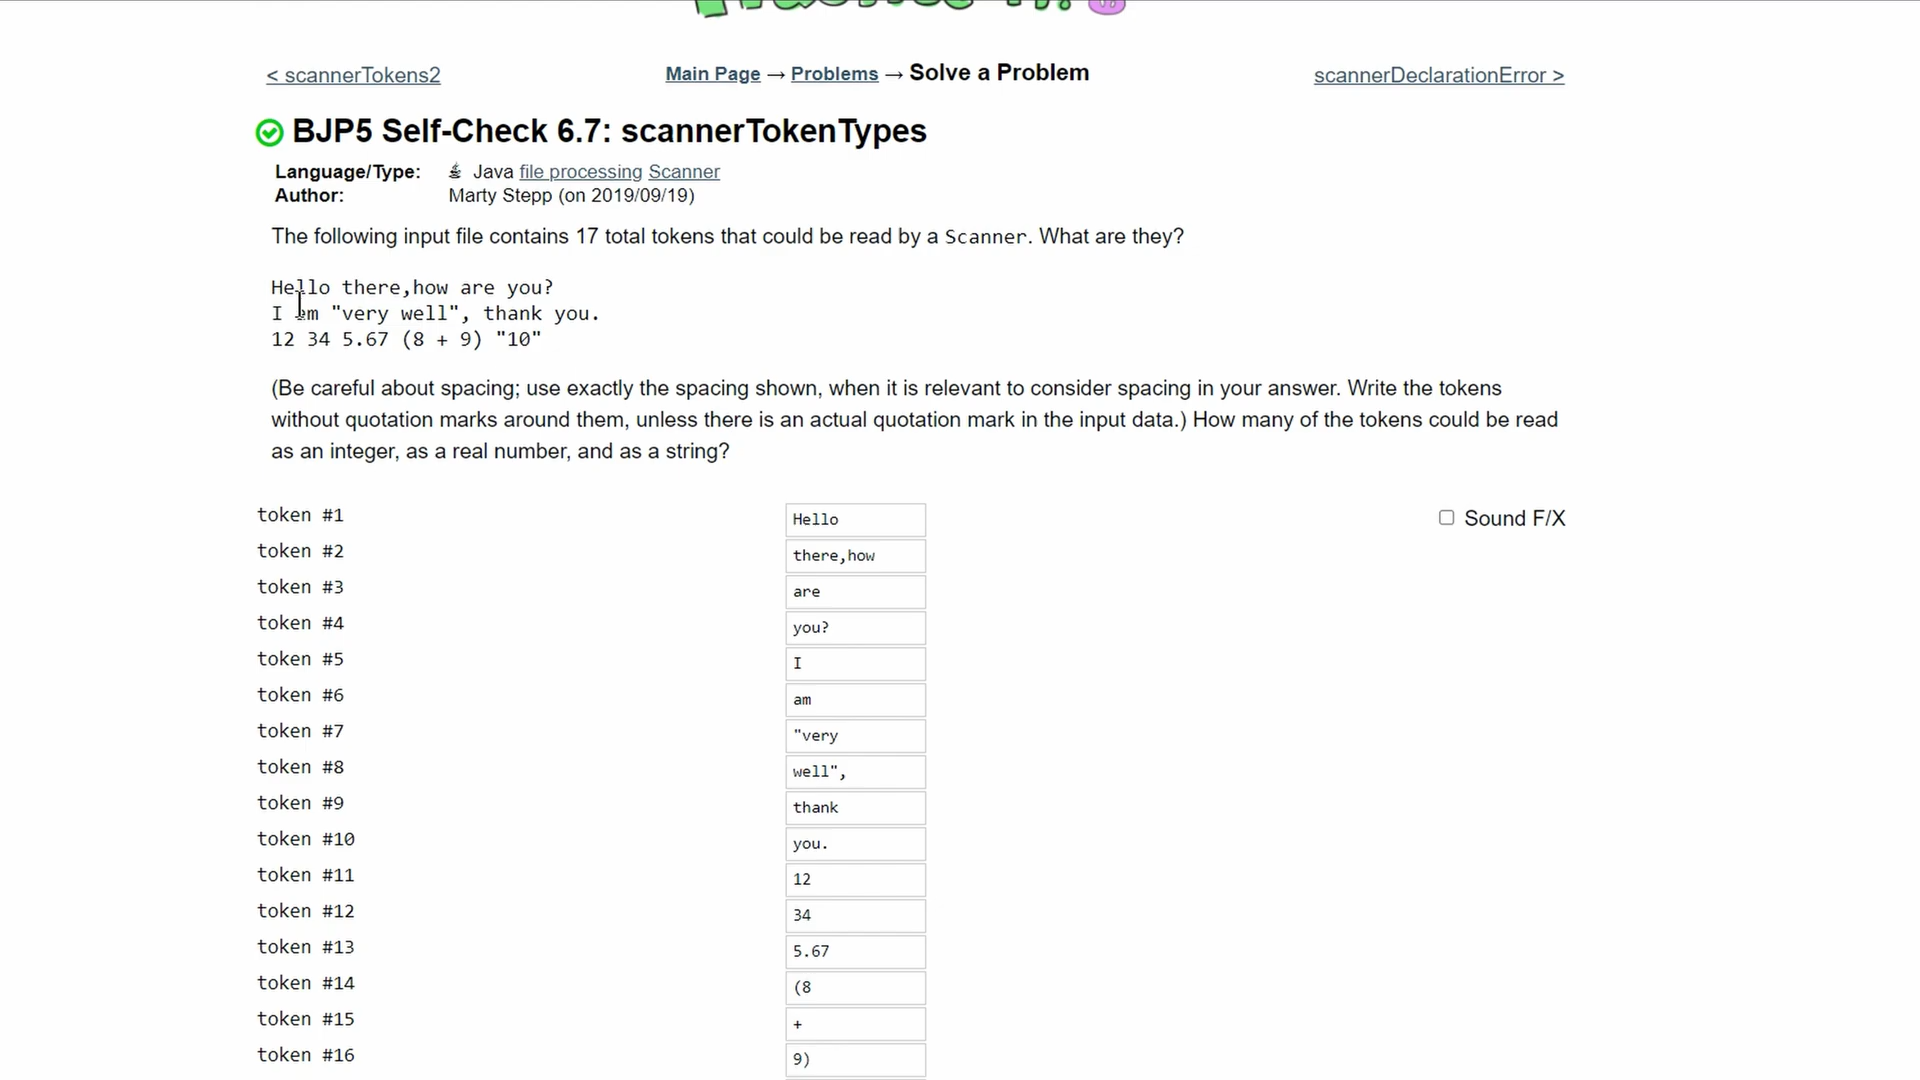 < scannerTokens2
Main Page → Problems → Solve a Problem
scannerDeclarationError >
BJP5 Self-Check 6.7: scannerTokenTypes
Language/Type: Java file processing Scanner
Author: Marty Stepp (on 2019/09/19)
The following input file contains 17 total tokens that could be read by a Scanner. What are they?
Hello there,how are you?
I am "very well", thank you.
12 34 5.67 (8 + 9) "10"
(Be careful about spacing; use exactly the spacing shown, when it is relevant to consider spacing in your answer. Write the tokens
without quotation marks around them, unless there is an actual quotation mark in the input data.) How many of the tokens could be read
as an integer, as a real number, and as a string?
token #1 Hello
Sound F/X
token #2 there,how
token #3 are
token #4 you?
token #5 I
token #6 am
token #7 "very
token #8 well",
token #9 thank
token #10 you.
token #11 12
token #12 34
token #13 5.67
token #14 (8
token #15 +
token #16 9)